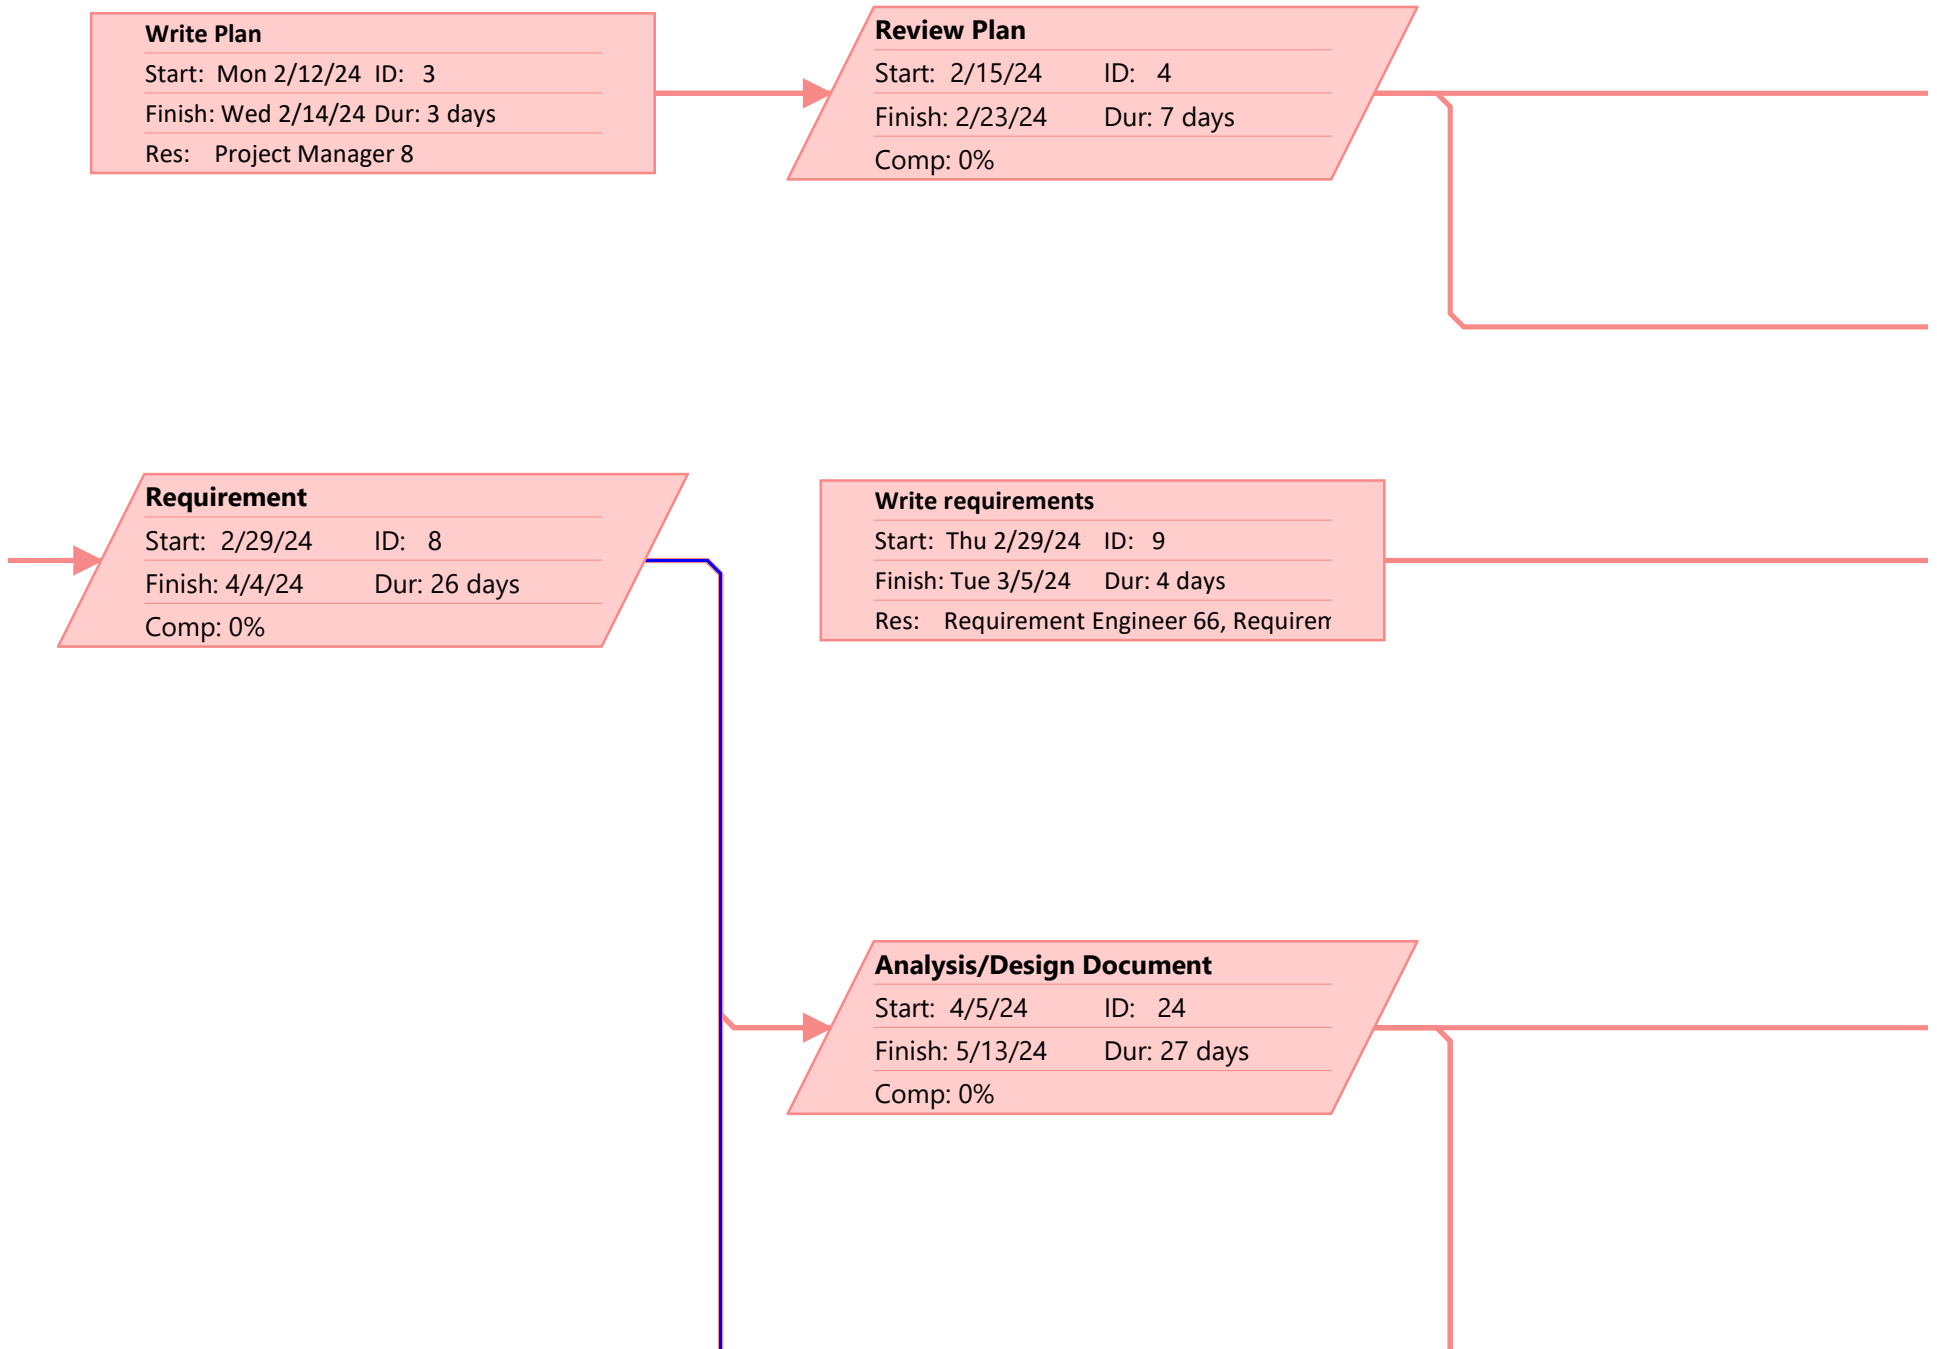 Write Plan
Start: Mon 2/12/24 ID: 3
Finish: Wed 2/14/24 Dur: 3 days
Res: Project Manager 8
Review Plan
Start: 2/15/24 ID: 4
Finish: 2/23/24 Dur: 7 days
Comp: 0%
Requirement
Start: 2/29/24 ID: 8
Finish: 4/4/24 Dur: 26 days
Comp: 0%
Write requirements
Start: Thu 2/29/24 ID: 9
Finish: Tue 3/5/24 Dur: 4 days
Res: Requirement Engineer 66, Requirem
Analysis/Design Document
Start: 4/5/24 ID: 24
Finish: 5/13/24 Dur: 27 days
Comp: 0%